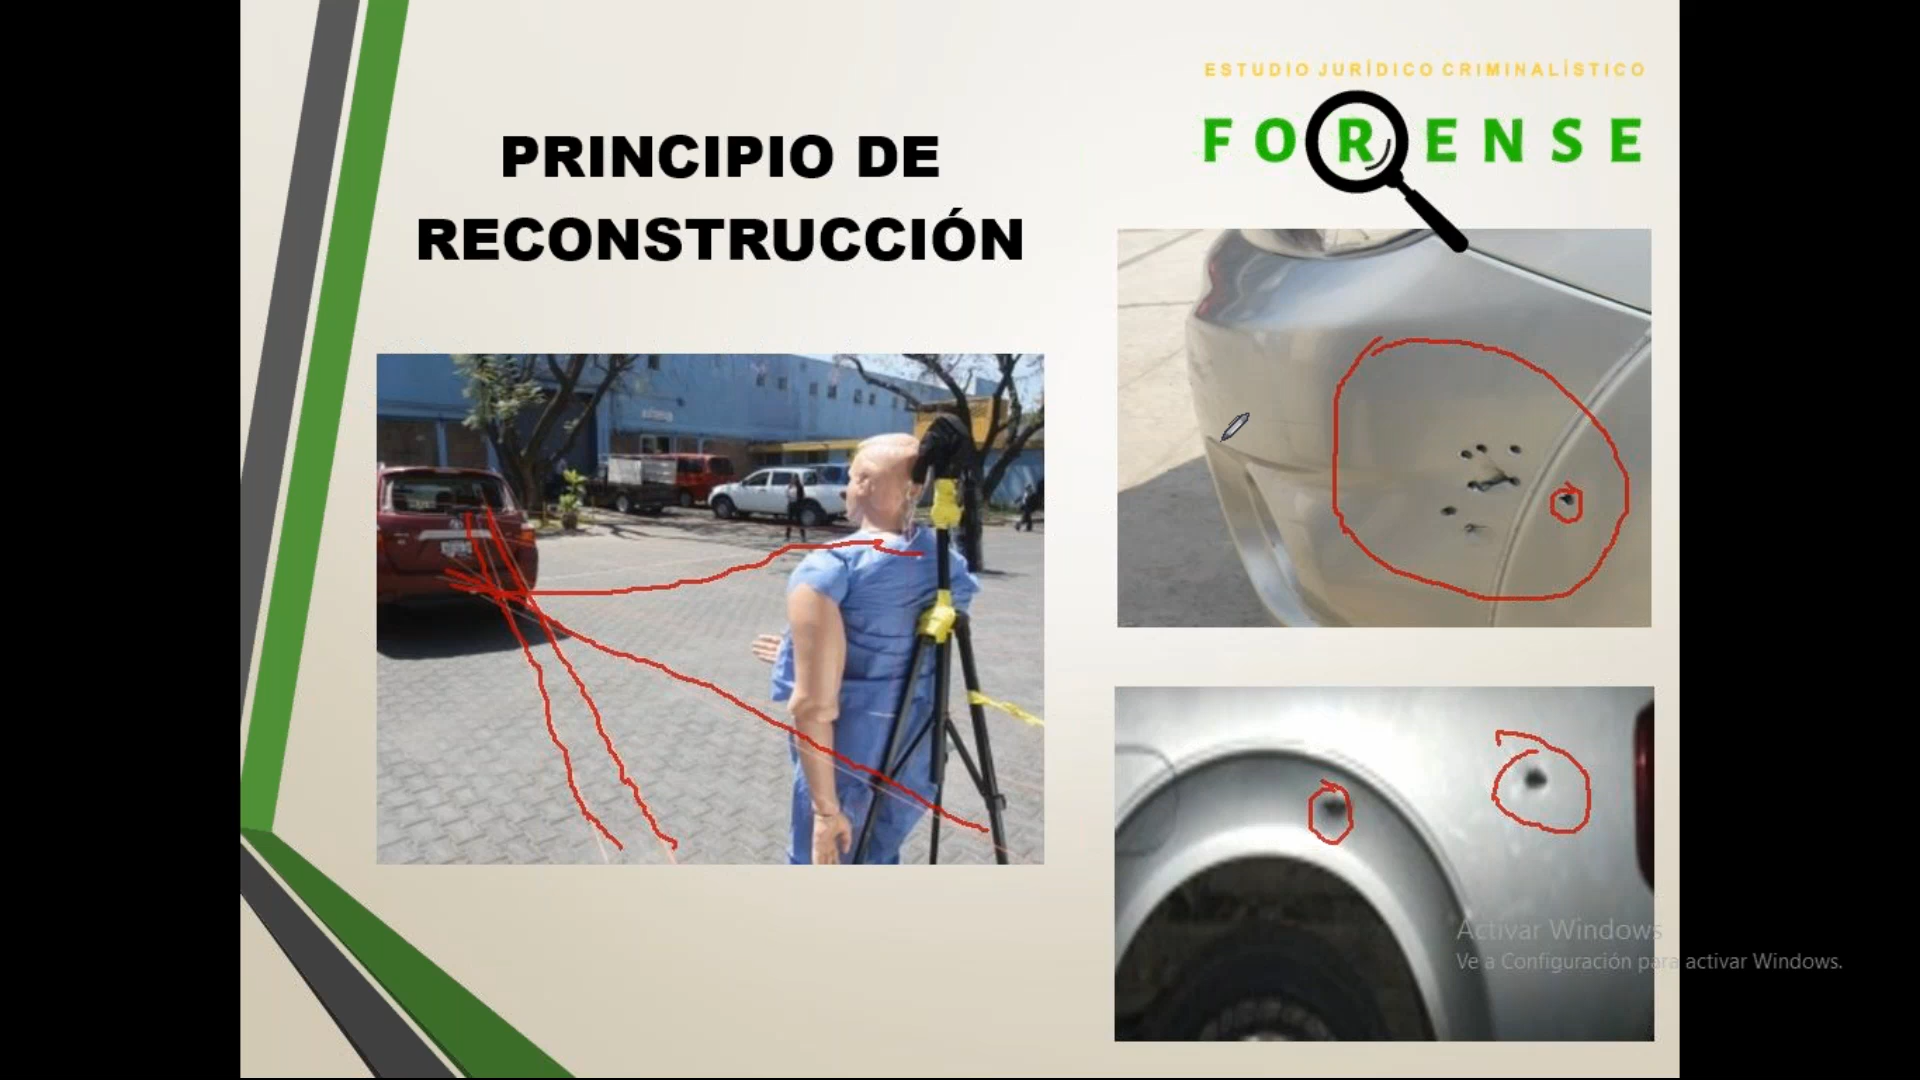 ESTUDIO JURÍDICO CRIMINALÍSTICO
FORENSE
PRINCIPIO DE
RECONSTRUCCIÓN
Activar Windows
Ve a Configuración para activar Windows.